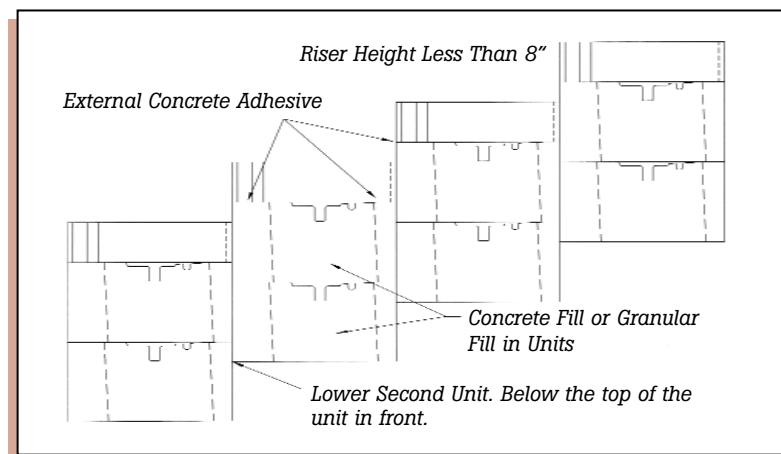 Riser Height Less Than 8″
External Concrete Adhesive
Concrete Fill or Granular
Fill in Units
Lower Second Unit. Below the top of the
unit in front.